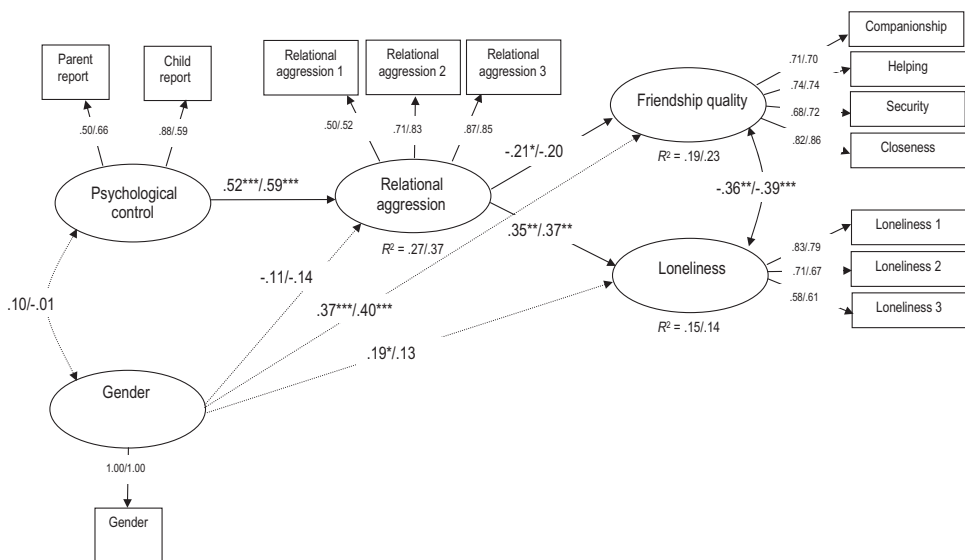 Parent
report
Child
report
Relational
aggression 1
Relational
aggression 2
Relational
aggression 3
Companionship
Helping
Security
Closeness
.50/.66
.88/.59
.50/.52
.71/.83
.87/.85
.71/.70
.74/.74
.68/.72
.82/.86
Friendship quality
R² = .19/.23
Psychological
control
.52***/.59***
Relational
aggression
R² = .27/.37
-.21*/-.20
-.36**/-.39***
.35**/.37**
Loneliness
R² = .15/.14
.83/.79
.71/.67
.58/.61
Loneliness 1
Loneliness 2
Loneliness 3
.10/-.01
-.11/-.14
.37***/.40***
.19*/.13
Gender
1.00/1.00
Gender